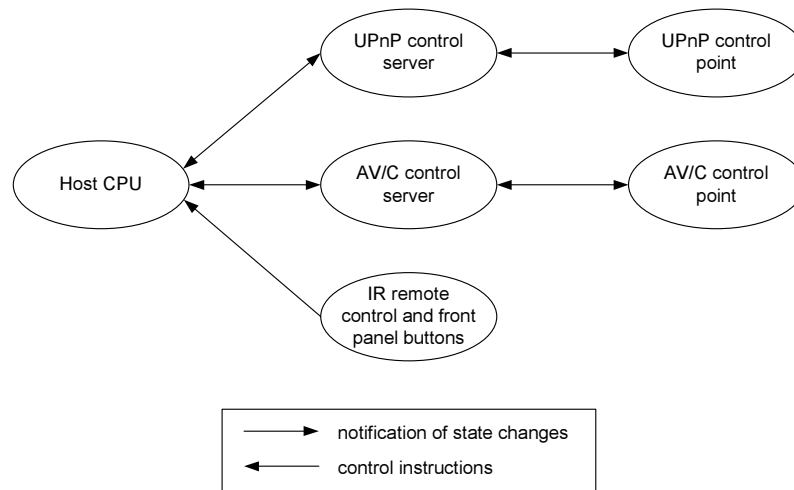 UPnP control
server
UPnP control
point
Host CPU
AV/C control
server
AV/C control
point
IR remote
control and front
panel buttons
notification of state changes
control instructions